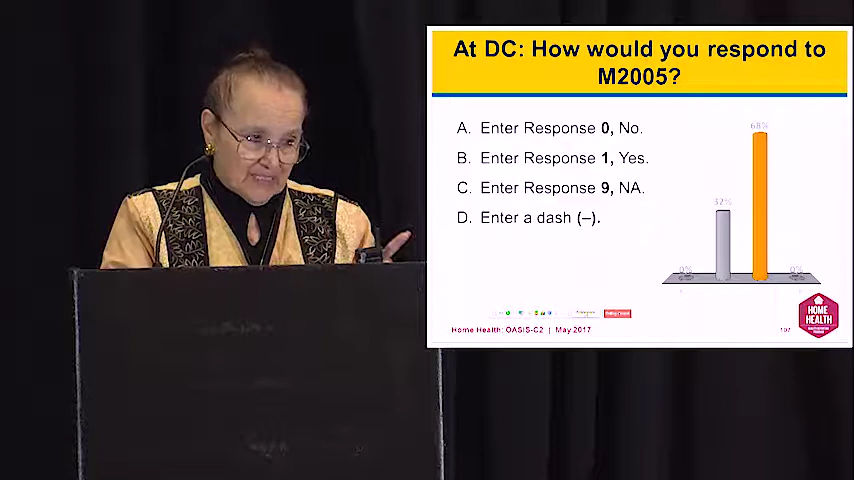 At DC: How would you respond to
M2005?
A. Enter Response 0, No.
B. Enter Response 1, Yes.
C. Enter Response 9, NA.
D. Enter a dash (–).
0%
32%
68%
0%
Home Health: OASIS-C2 | May 2017
HOME
HEALTH
107